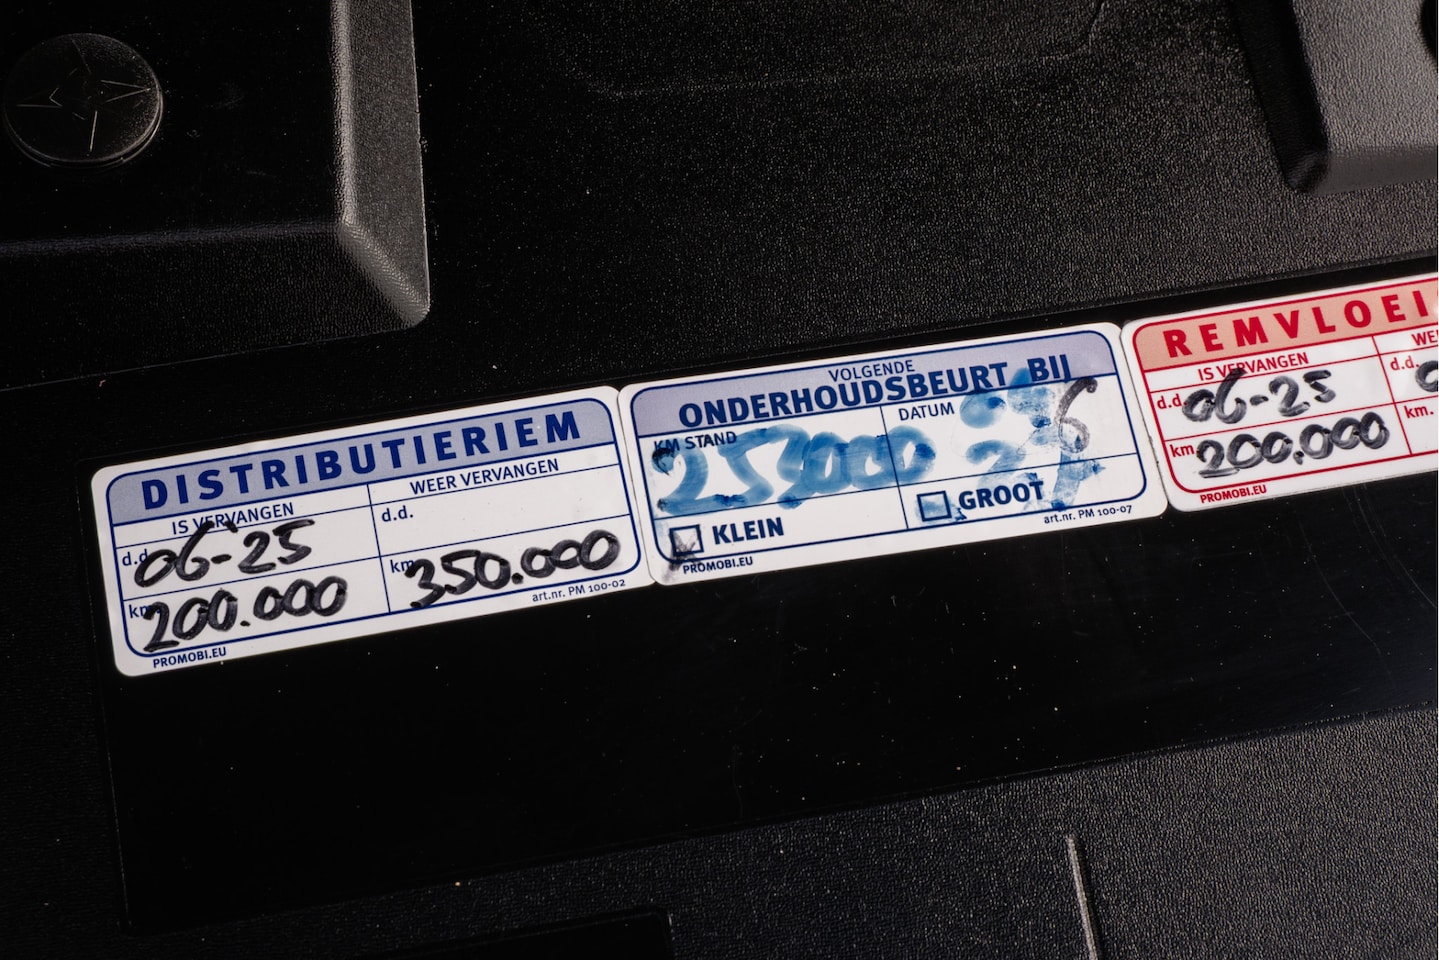 DISTRIBUTIERIEM
IS VERVANGEN
WEER VERVANGEN
d.d. 06-25
d.d.
km 200.000
km 350.000
PROMOBI.EU
art.nr. PM 100-02
VOLGENDE
ONDERHOUDSBEURT BIJ
KM STAND
DATUM
KLEIN
GROOT
PROMOBI.EU
art.nr. PM 100-07
REMVLOEI
IS VERVANGEN
d.d. 06-25
d.d.
km 200.000
km.
PROMOBI.EU